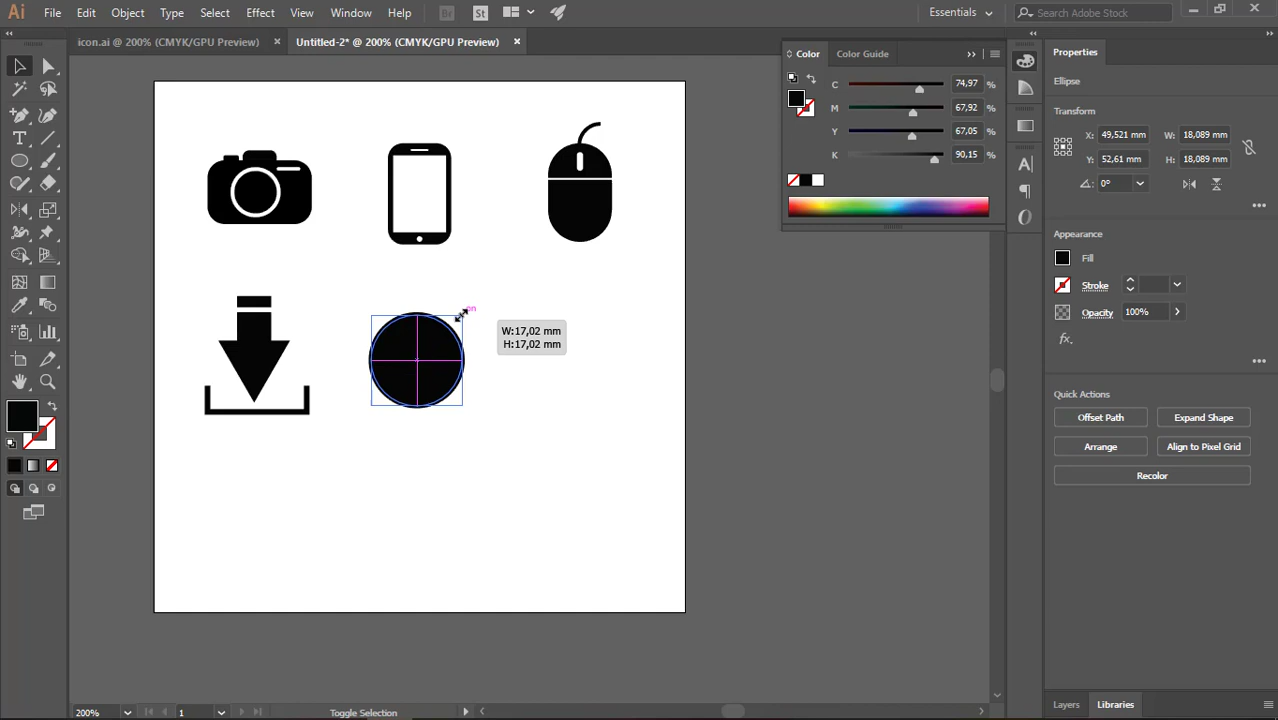 Ai File Edit Object Type Select Effect View Window Help Br St Essentials Search Adobe Stock
icon.ai @ 200% (CMYK/GPU Preview) × Untitled-2* @ 200% (CMYK/GPU Preview) ×
Color Color Guide
C 74,97 %
M 67,92 %
Y 67,05 %
K 90,15 %
Properties
Ellipse
Transform
X: 49,521 mm W: 18,089 mm
Y: 52,61 mm H: 18,089 mm
0°
Appearance
Fill
Stroke
Opacity 100%
fx.
Quick Actions
Offset Path Expand Shape
Arrange Align to Pixel Grid
Recolor
W:17,02 mm
H:17,02 mm
200% 1 Toggle Selection
Layers Libraries